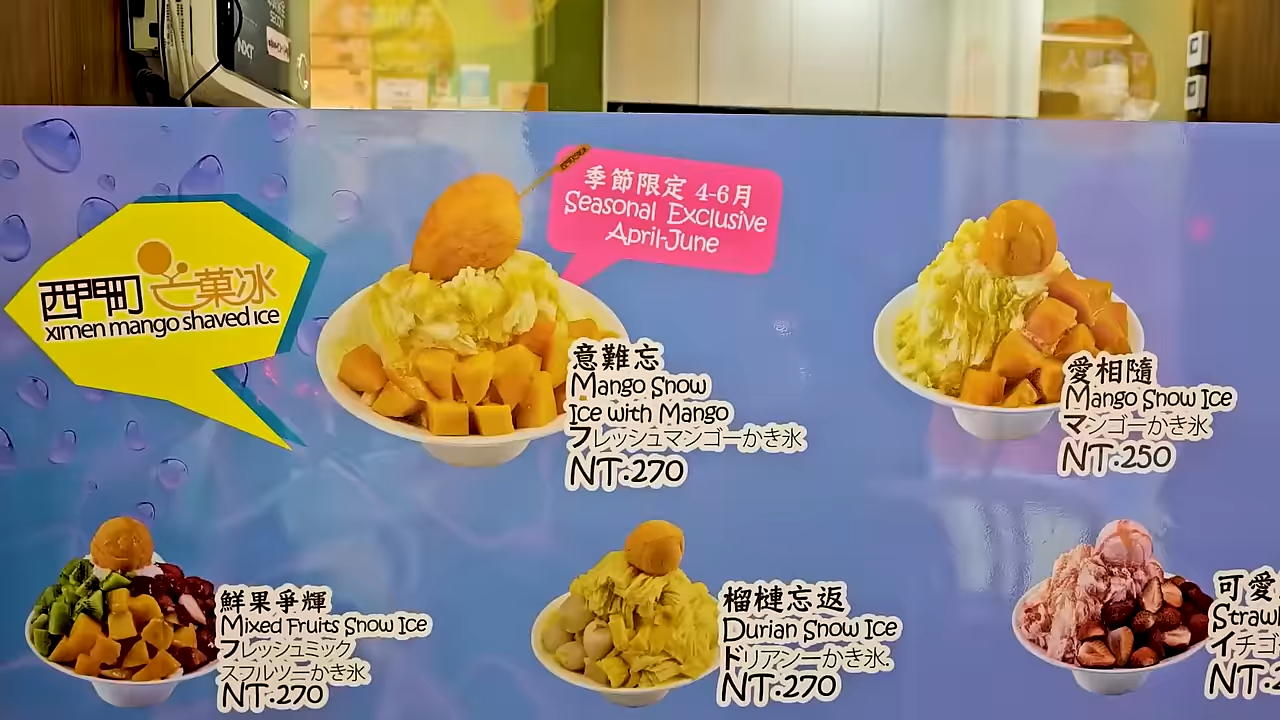 NXT
西門町芒菓冰
ximen mango shaved ice
季節限定 4-6月
Seasonal Exclusive
April-June
意難忘
Mango Snow
Ice with Mango
フレッシュマンゴーかき氷
NT.270
愛相隨
Mango Snow Ice
マンゴーかき氷
NT.250
鮮果爭輝
Mixed Fruits Snow Ice
フレッシュミック
スフルツーかき氷
NT.270
榴槤忘返
Durian Snow Ice
ドリアンーかき氷.
NT.270
可愛
イチゴ
NT.2